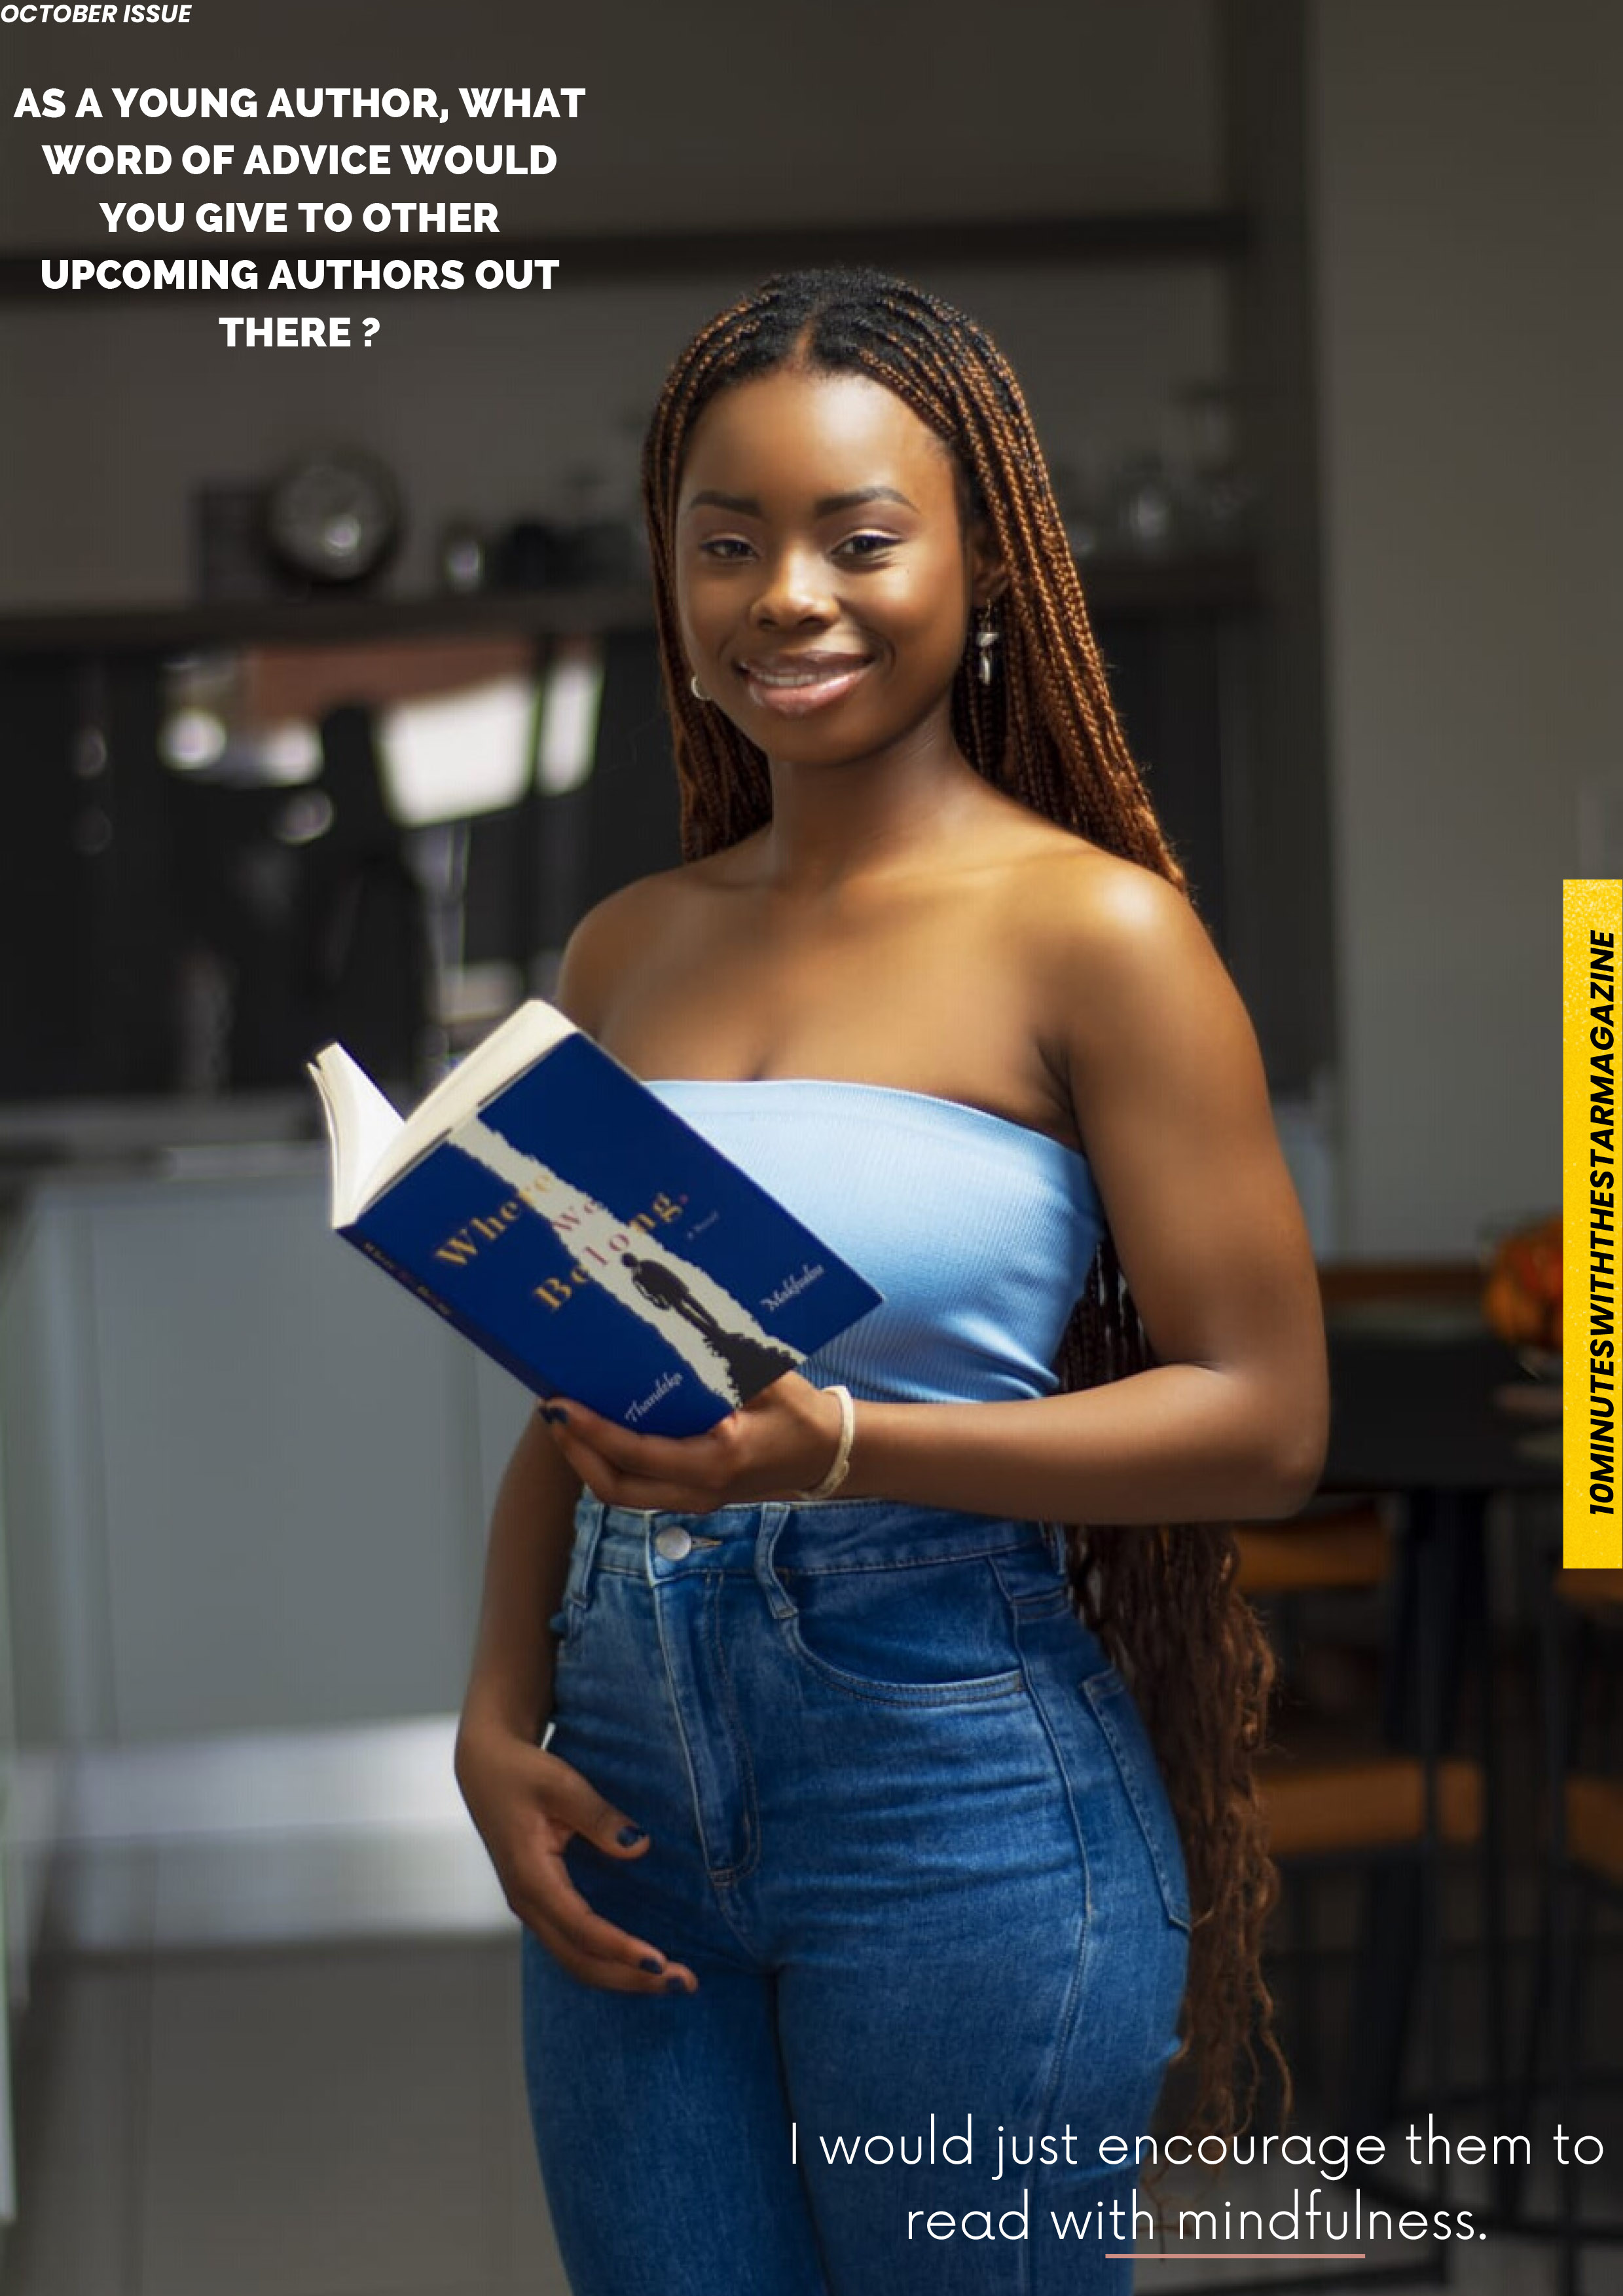 OCTOBER ISSUE
AS A YOUNG AUTHOR, WHAT
WORD OF ADVICE WOULD
YOU GIVE TO OTHER
UPCOMING AUTHORS OUT
THERE ?
10MINUTESWITHTHESTARMAGAZINE
Where
We
Belong.
Thandeka
Makhubu
I would just encourage them to
read with mindfulness.